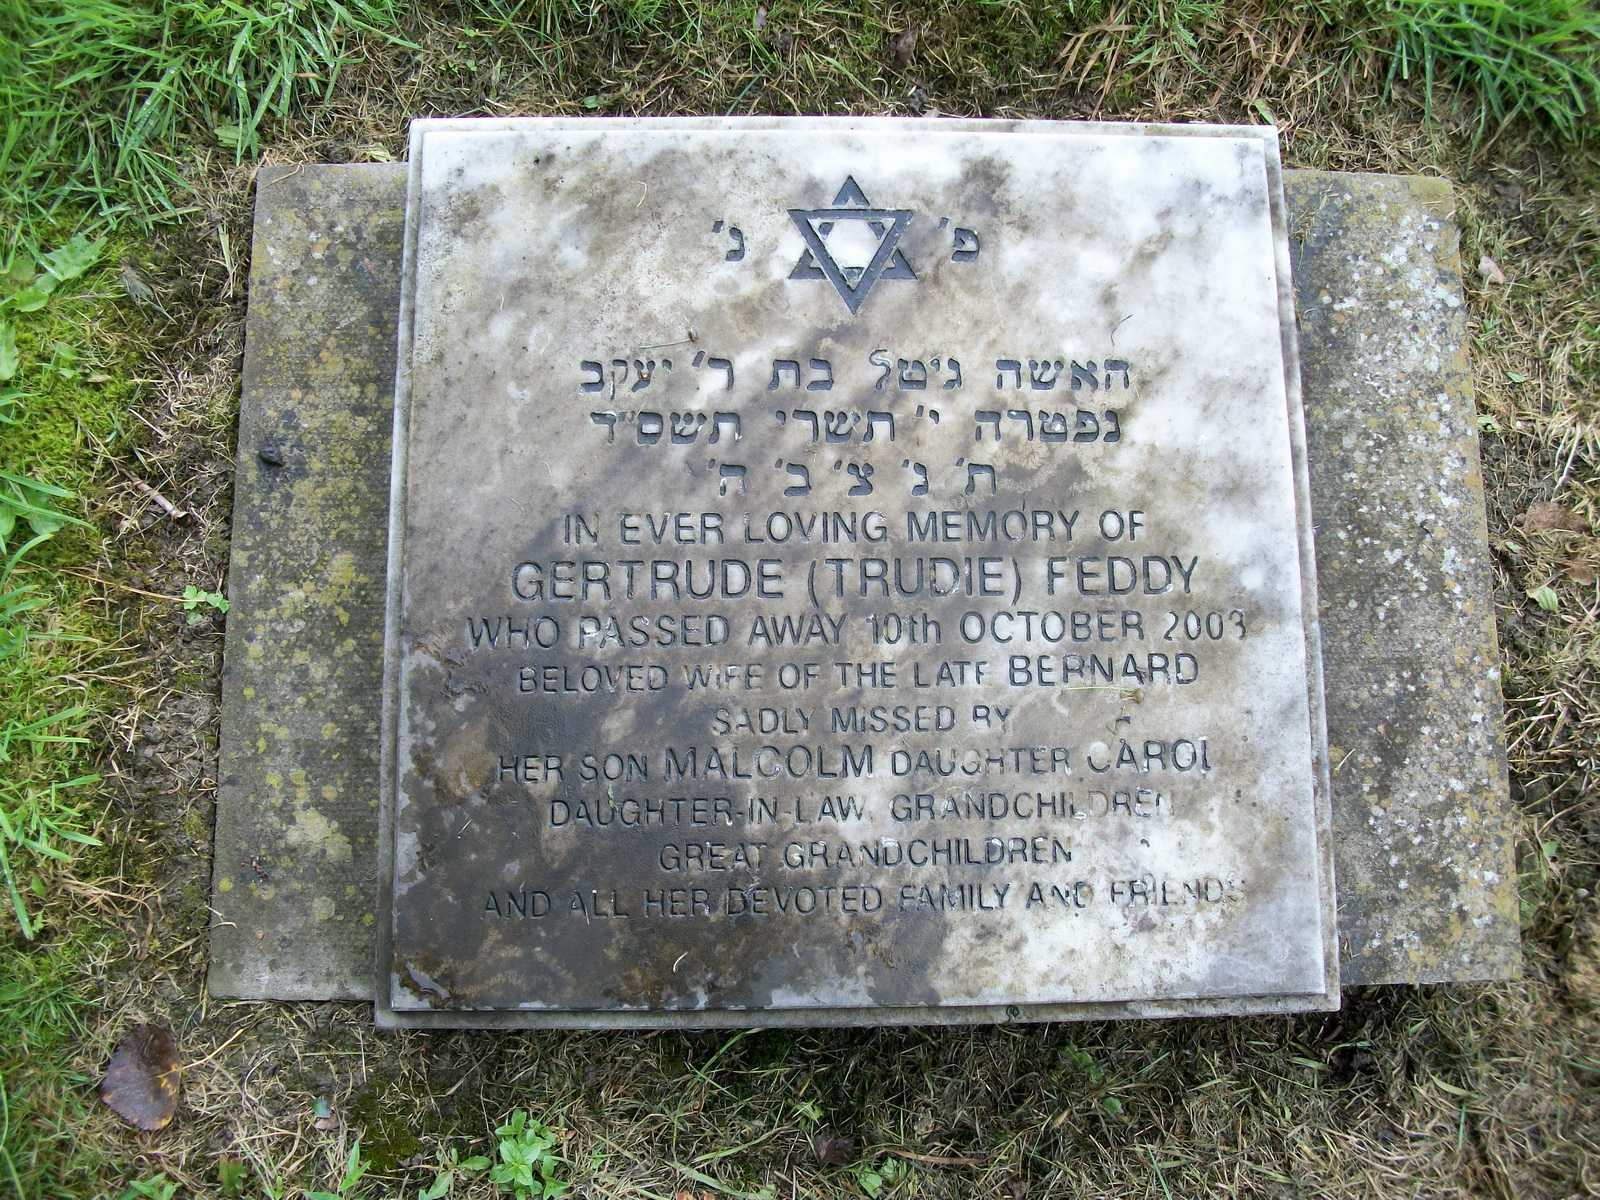 פ׳ נ׳
האשה גיטל בת ר׳ יעקב
נפטרה י׳ תשרי תשס״ד
ת׳ נ׳ צ׳ ב׳ ה׳
IN EVER LOVING MEMORY OF
GERTRUDE (TRUDIE) FEDDY
WHO PASSED AWAY 10th OCTOBER 2003
BELOVED WIFE OF THE LATE BERNARD
SADLY MISSED BY
HER SON MALCOLM DAUGHTER CAROL
DAUGHTER-IN-LAW, GRANDCHILDREN
GREAT GRANDCHILDREN
AND ALL HER DEVOTED FAMILY AND FRIENDS